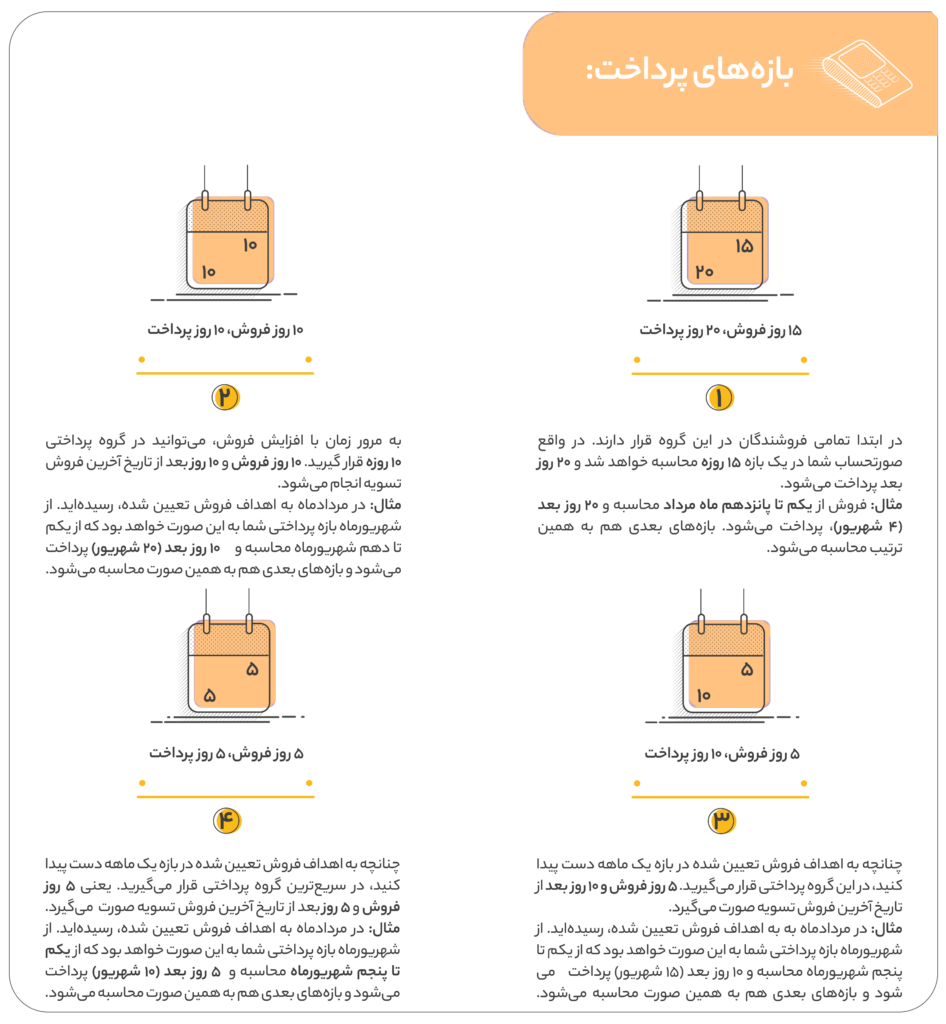 بازه‌های پرداخت:
۱۵
۲۰
۱۵ روز فروش، ۲۰ روز پرداخت
۱
در ابتدا تمامی فروشندگان در این گروه قرار دارند. در واقع
صورتحساب شما در یک بازه ۱۵ روزه محاسبه خواهد شد و ۲۰ روز
بعد پرداخت می‌شود.
مثال: فروش از یکم تا پانزدهم ماه مرداد محاسبه و ۲۰ روز بعد
(۴ شهریور)، پرداخت می‌شود. بازه‌های بعدی هم به همین
ترتیب محاسبه می‌شود.
۱۰
۱۰
۱۰ روز فروش، ۱۰ روز پرداخت
۲
به مرور زمان با افزایش فروش، می‌توانید در گروه پرداختی
۱۰ روزه قرار گیرید. ۱۰ روز فروش و ۱۰ روز بعد از تاریخ آخرین فروش
تسویه انجام می‌شود.
مثال: در مردادماه به اهداف فروش تعیین شده، رسیده‌اید. از
شهریورماه بازه پرداختی شما به این صورت خواهد بود که از یکم
تا دهم شهریورماه محاسبه و ۱۰ روز بعد (۲۰ شهریور) پرداخت
می‌شود و بازه‌های بعدی هم به همین صورت محاسبه می‌شود.
۵
۱۰
۵ روز فروش، ۱۰ روز پرداخت
۳
چنانچه به اهداف فروش تعیین شده در بازه یک ماهه دست پیدا
کنید، در این گروه پرداختی قرار می‌گیرید. ۵ روز فروش و ۱۰ روز بعد از
تاریخ آخرین فروش تسویه صورت می‌گیرد.
مثال: در مردادماه به به اهداف فروش تعیین شده، رسیده‌اید. از
شهریورماه بازه پرداختی شما به این صورت خواهد بود که از یکم تا
پنجم شهریورماه محاسبه و ۱۰ روز بعد (۱۵ شهریور) پرداخت می
شود و بازه‌های بعدی هم به همین صورت محاسبه می‌شود.
۵
۵
۵ روز فروش، ۵ روز پرداخت
۴
چنانچه به اهداف فروش تعیین شده در بازه یک ماهه دست پیدا
کنید، در سریع‌ترین گروه پرداختی قرار می‌گیرید. یعنی ۵ روز
فروش و ۵ روز بعد از تاریخ آخرین فروش تسویه صورت می‌گیرد.
مثال: در مردادماه به اهداف فروش تعیین شده، رسیده‌اید. از
شهریورماه بازه پرداختی شما به این صورت خواهد بود که از یکم
تا پنجم شهریورماه محاسبه و ۵ روز بعد (۱۰ شهریور) پرداخت
می‌شود و بازه‌های بعدی هم به همین صورت محاسبه می‌شود.